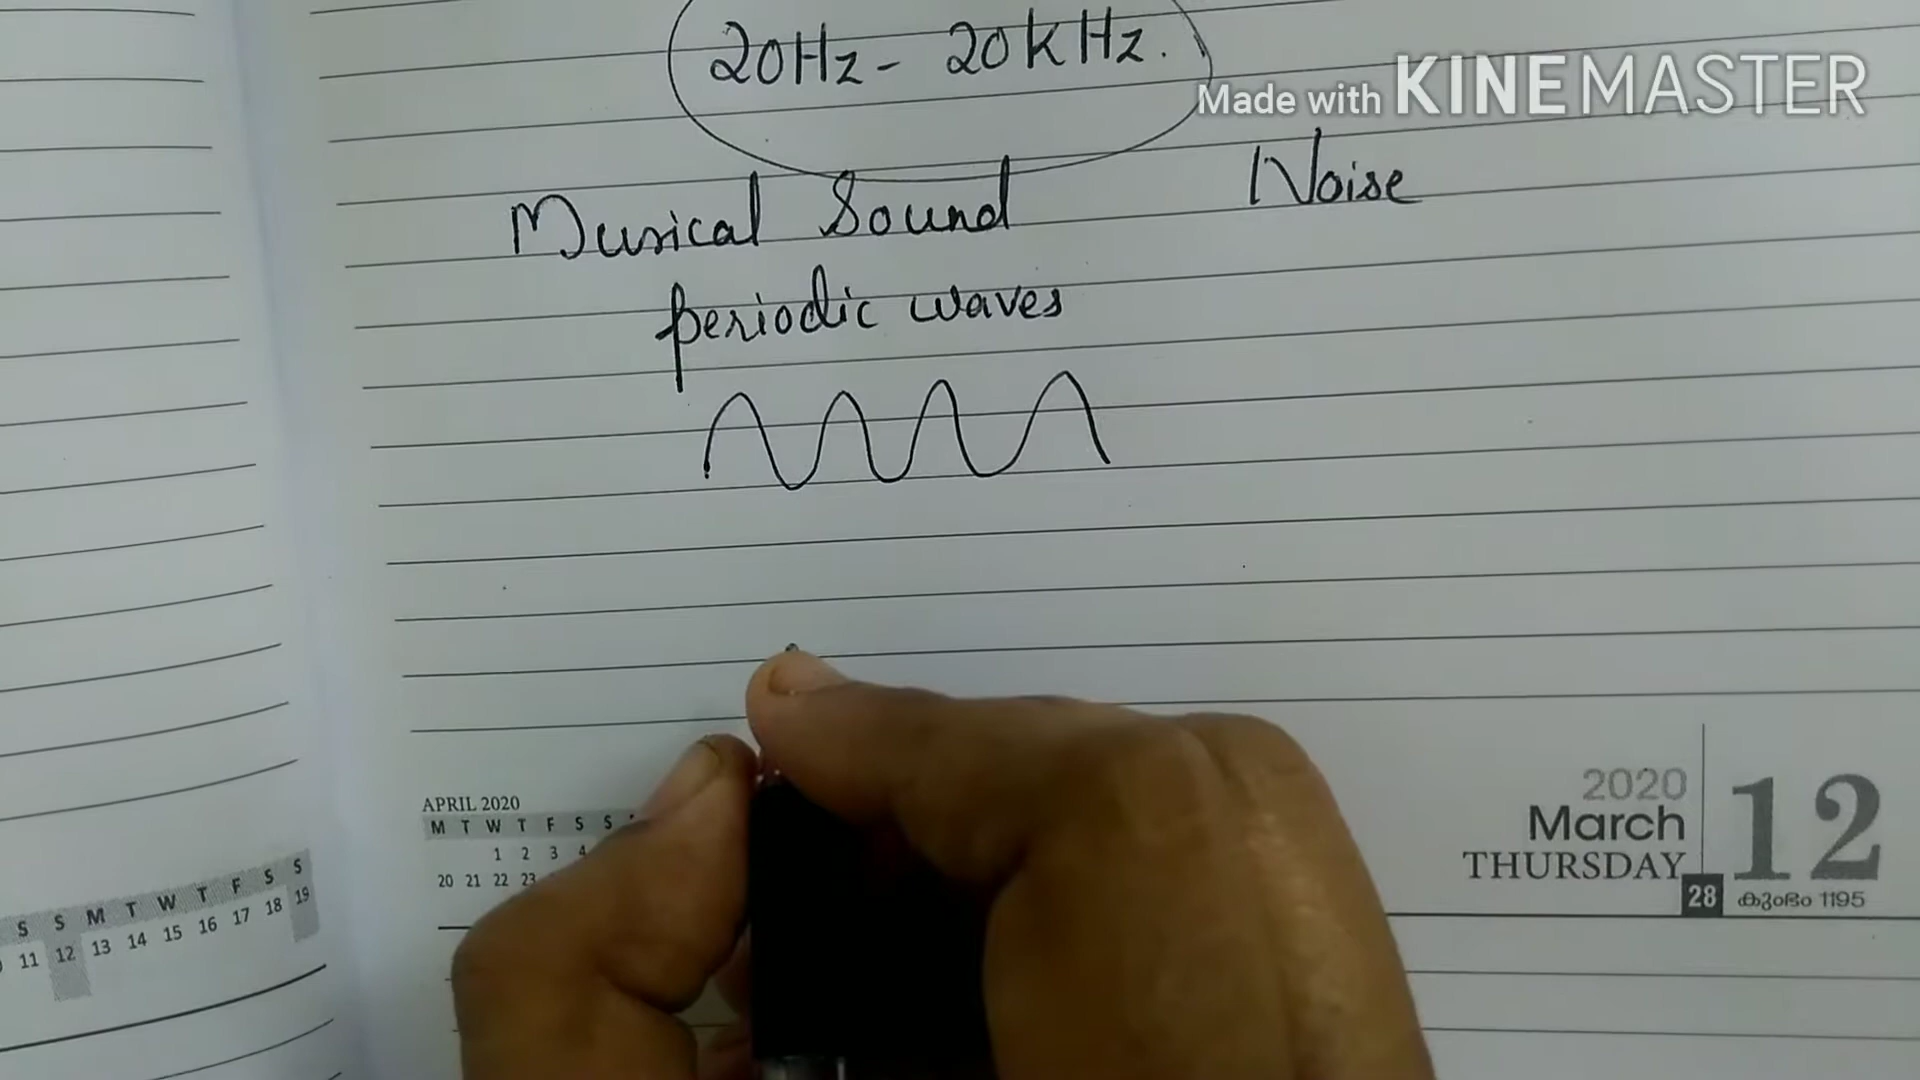 20Hz - 20kHz.
Made with KINEMASTER
Musical Sound
Noise
periodic waves
APRIL 2020
M T W T F S S
1 2 3 4
20 21 22 23
2020
March
THURSDAY
12
28
കുംഭം 1195
S S M T W T F S S
11 12 13 14 15 16 17 18 19